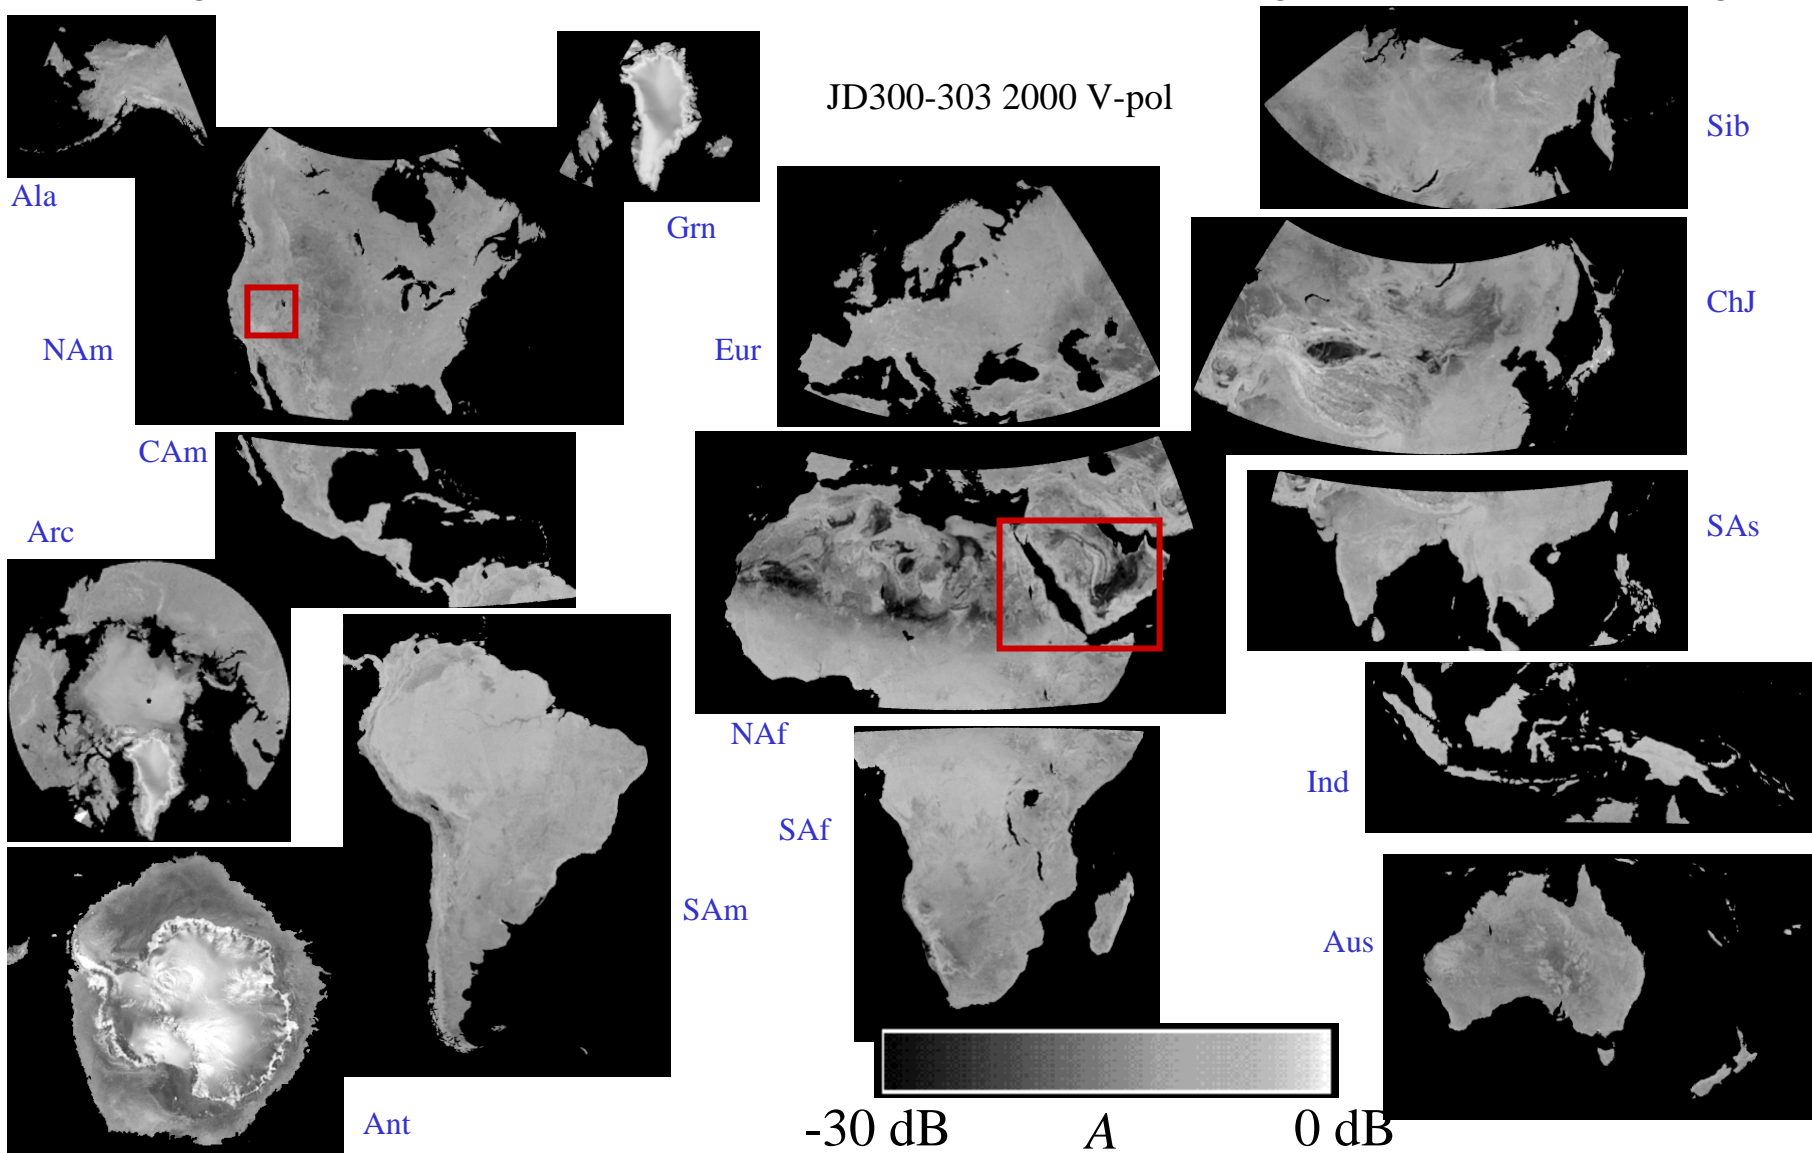 JD300-303 2000 V-pol
Sib
Ala
Grn
ChJ
NAm
Eur
CAm
Arc
SAs
NAf
Ind
SAf
SAm
Aus
Ant
-30 dB A 0 dB